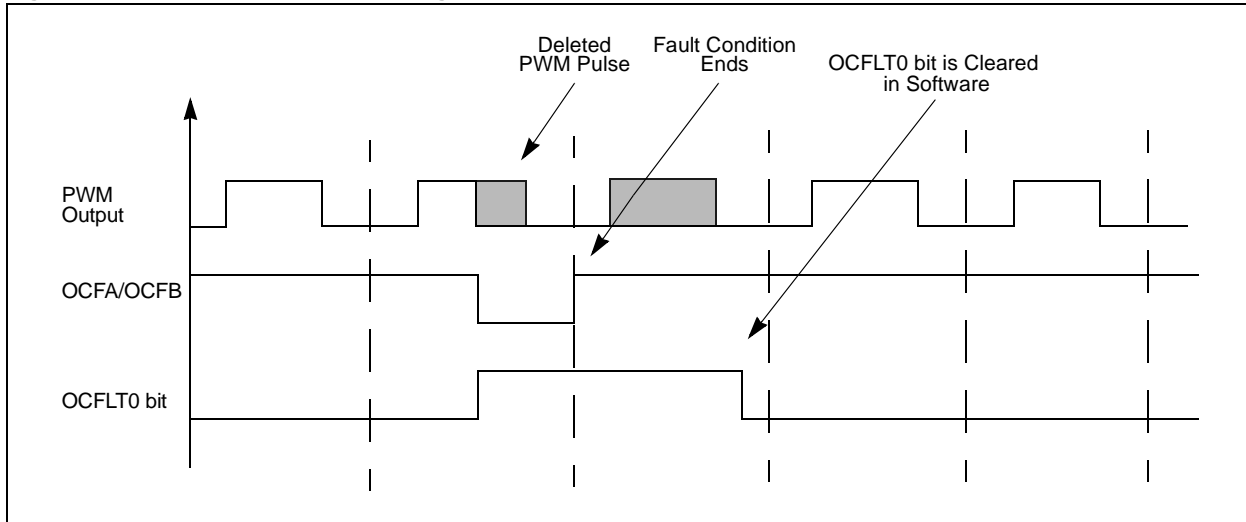 Deleted
PWM Pulse
Fault Condition
Ends
OCFLT0 bit is Cleared
in Software
PWM
Output
OCFA/OCFB
OCFLT0 bit